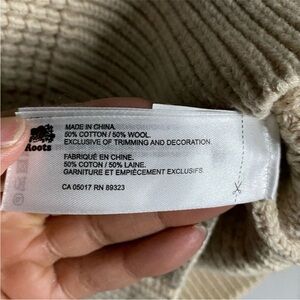 Roots
MADE IN CHINA.
50% COTTON / 50% WOOL.
EXCLUSIVE OF TRIMMING AND DECORATION.
FABRIQUÉ EN CHINE.
50% COTON / 50% LAINE.
GARNITURE ET EMPIÈCEMENT EXCLUSIFS.
CA 05017 RN 89323